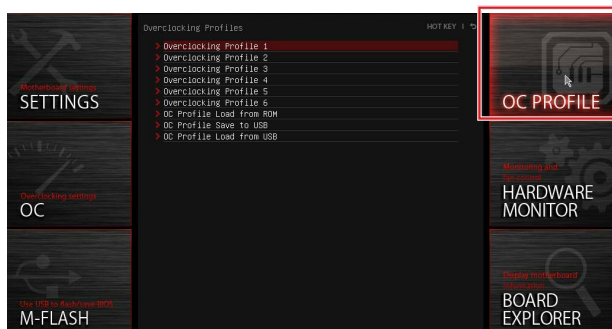 Overclocking Profiles
HOT KEY
Overclocking Profile 1
Overclocking Profile 2
Overclocking Profile 3
Overclocking Profile 4
Overclocking Profile 5
Overclocking Profile 6
OC Profile Load from ROM
OC Profile Save to USB
OC Profile Load from USB
Motherboard settings
SETTINGS
Overclocking settings
OC
Use USB to flash/save BIOS
M-FLASH
OC PROFILE
Monitoring and
fan control
HARDWARE
MONITOR
Display motherboard
BOARD
EXPLORER